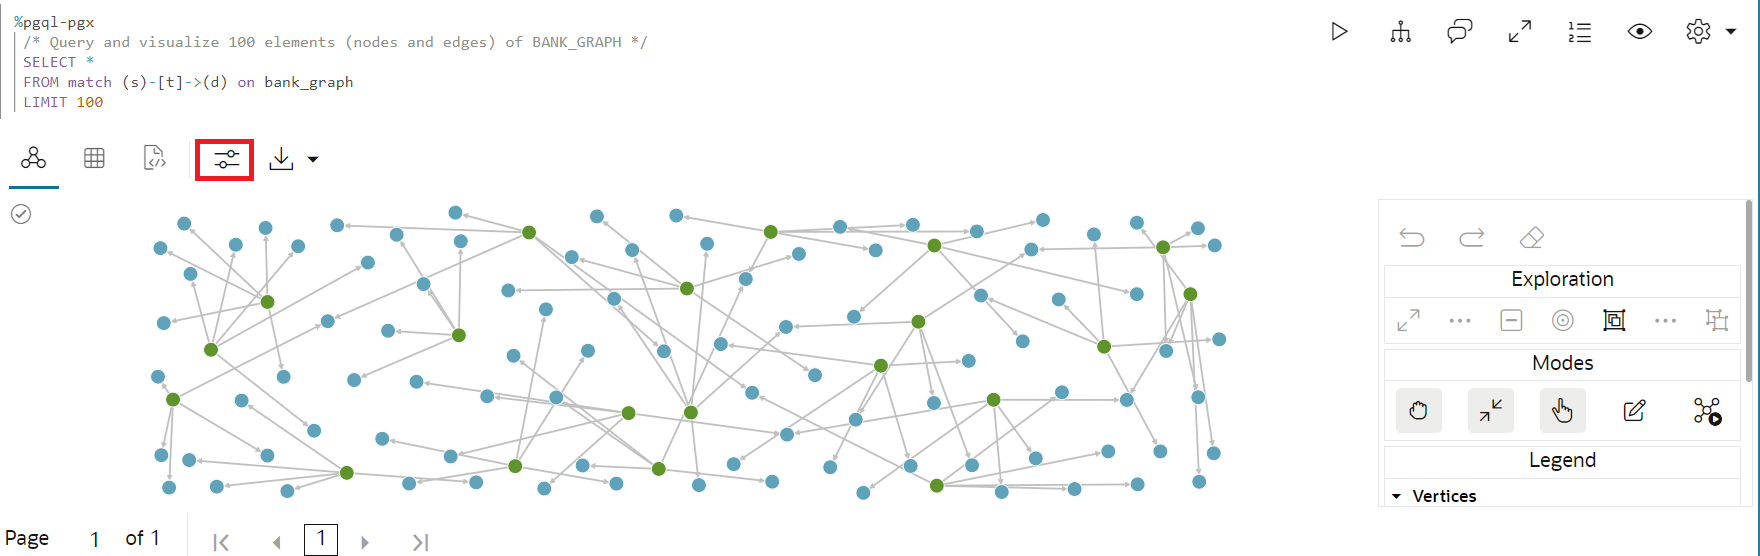 %pgql-pgx
/* Query and visualize 100 elements (nodes and edges) of BANK_GRAPH */
SELECT *
FROM match (s)-[t]->(d) on bank_graph
LIMIT 100
Exploration
Modes
Legend
Vertices
Page 1 of 1 1